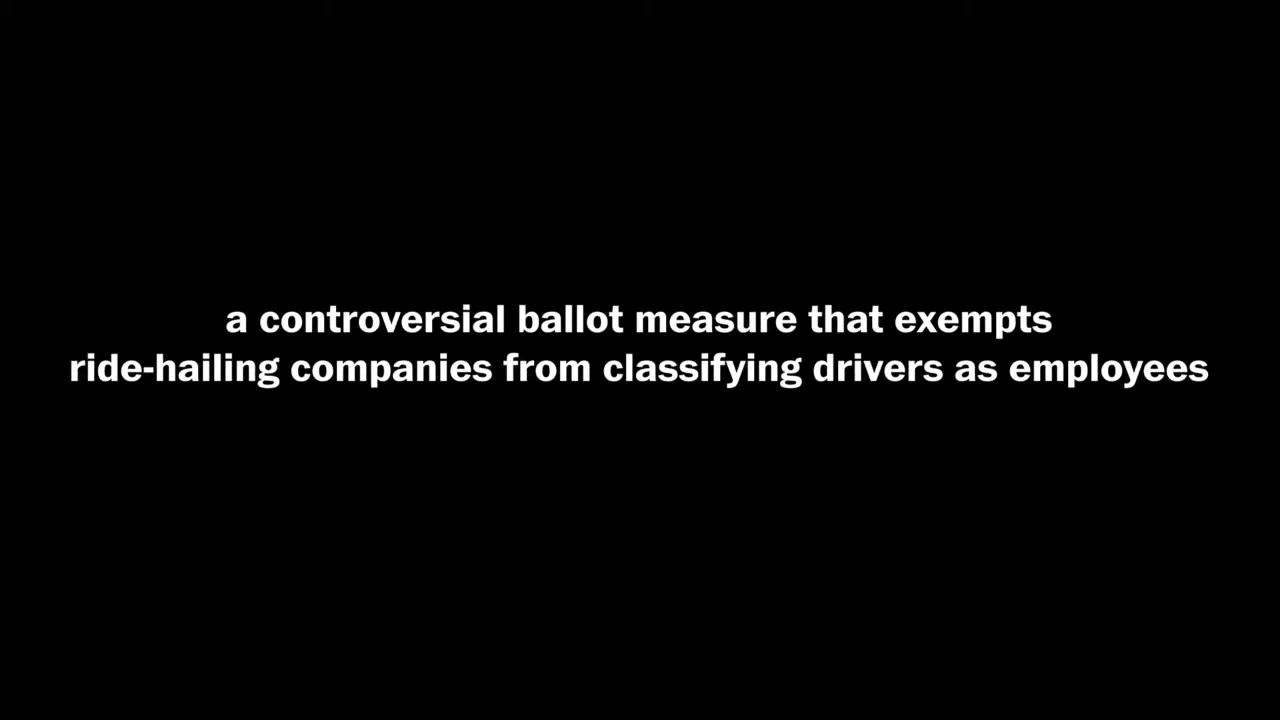 a controversial ballot measure that exempts
ride-hailing companies from classifying drivers as employees